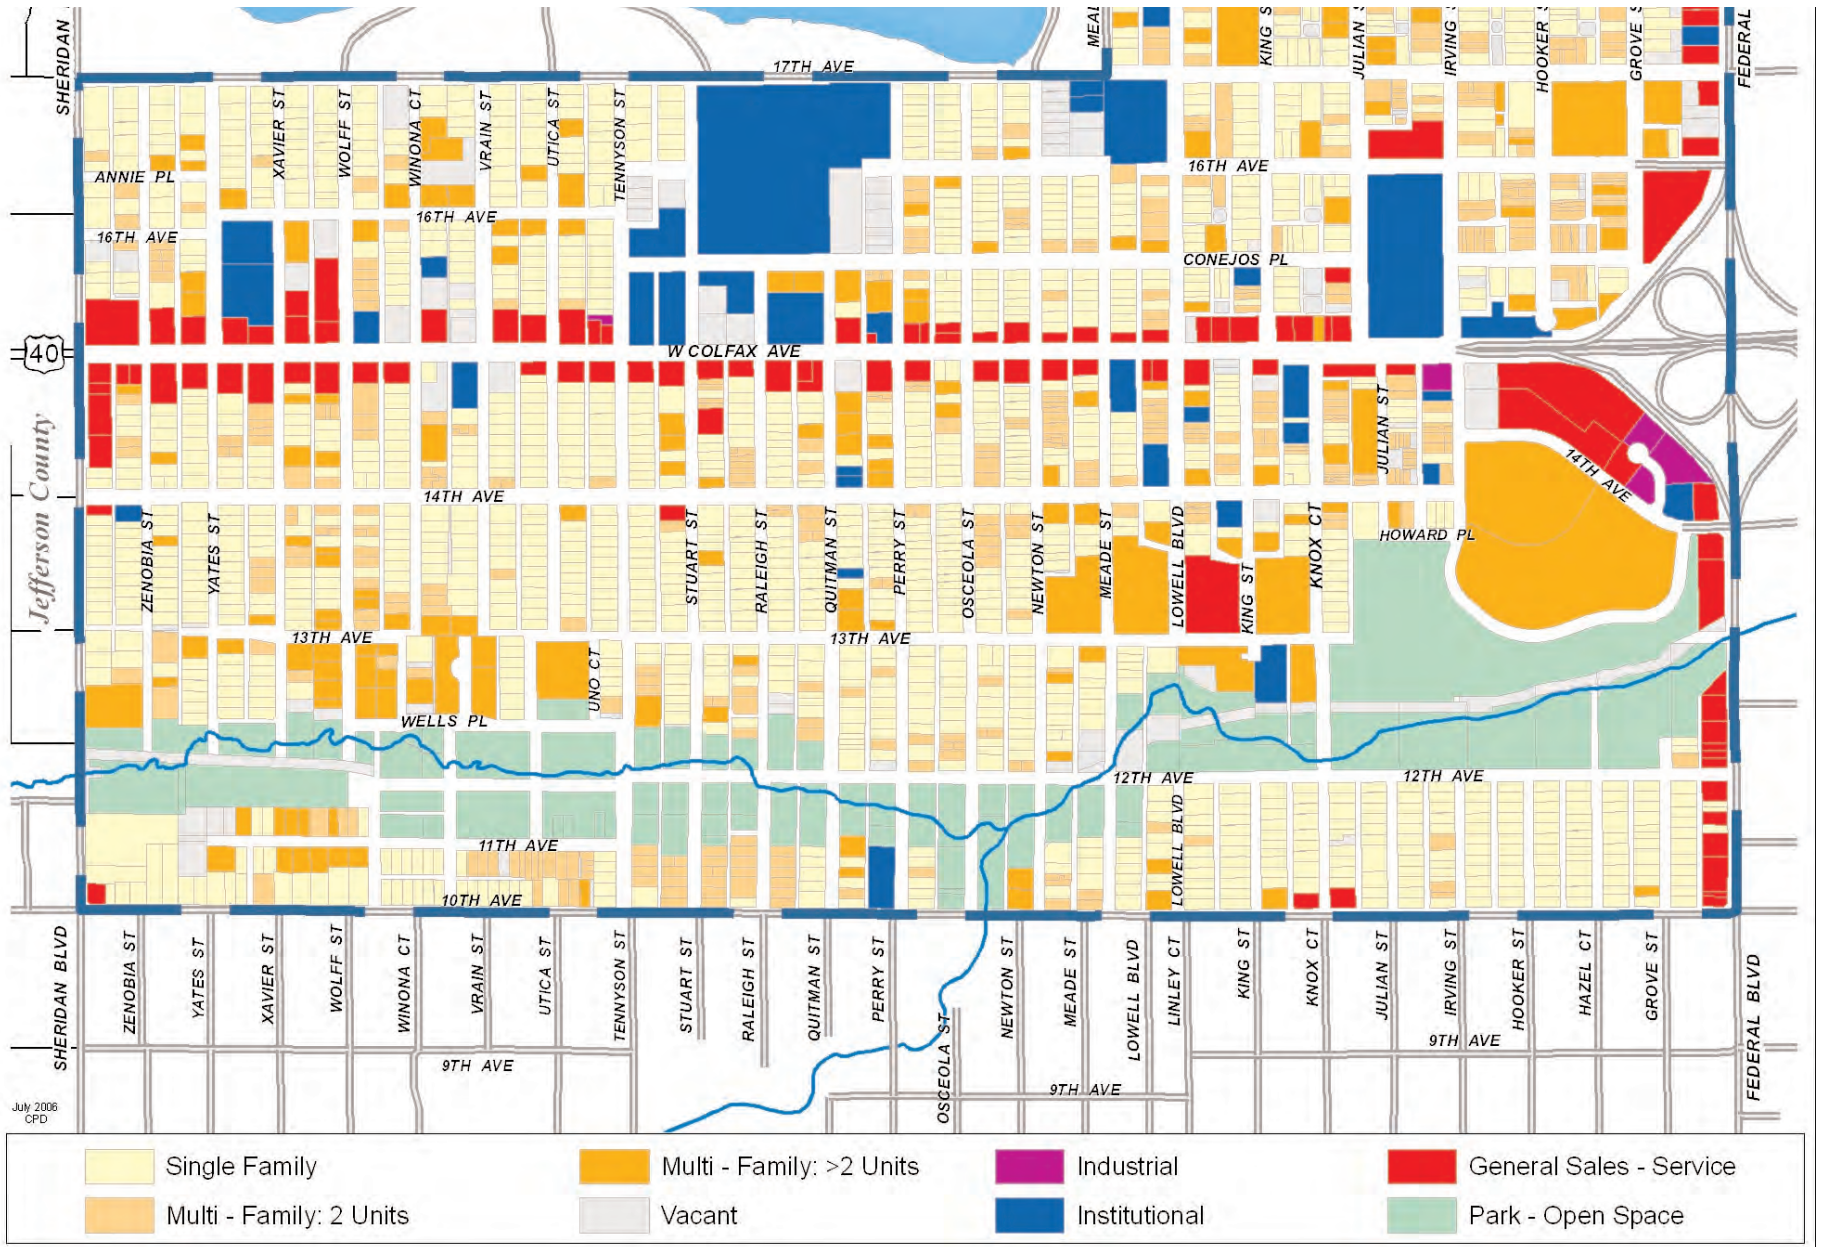 SHERIDAN
MEAL
KING S
JULIAN S
IRVING S
HOOKER S
GROVE S
FEDERAL
17TH AVE
XAVIER ST
WOLFF ST
WINONA CT
VRAIN ST
UTICA ST
TENNYSON ST
ANNIE PL
16TH AVE
16TH AVE
16TH AVE
CONEJOS PL
40
W COLFAX AVE
Jefferson County
JULIAN ST
14TH AVE
14TH AVE
HOWARD PL
ZENOBIA ST
YATES ST
STUART ST
RALEIGH ST
QUITMAN ST
PERRY ST
OSCEOLA ST
NEWTON ST
MEADE ST
LOWELL BLVD
KING ST
KNOX CT
13TH AVE
13TH AVE
UNO CT
WELLS PL
12TH AVE
12TH AVE
LOWELL BLVD
11TH AVE
10TH AVE
SHERIDAN BLVD
ZENOBIA ST
YATES ST
XAVIER ST
WOLFF ST
WINONA CT
VRAIN ST
UTICA ST
TENNYSON ST
STUART ST
RALEIGH ST
QUITMAN ST
PERRY ST
OSCEOLA ST
NEWTON ST
MEADE ST
LOWELL BLVD
LINLEY CT
KING ST
KNOX CT
JULIAN ST
IRVING ST
HOOKER ST
HAZEL CT
GROVE ST
FEDERAL BLVD
9TH AVE
9TH AVE
9TH AVE
July 2006
CPD
Single Family
Multi - Family: >2 Units
Industrial
General Sales - Service
Multi - Family: 2 Units
Vacant
Institutional
Park - Open Space